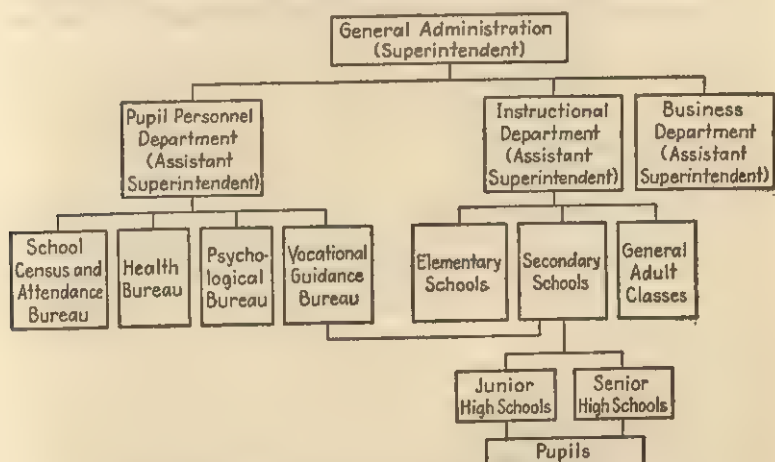 General Administration
(Superintendent)
Pupil Personnel
Department
(Assistant
Superintendent)
Instructional
Department
(Assistant
Superintendent)
Business
Department
(Assistant
Superintendent)
School
Census and
Attendance
Bureau
Health
Bureau
Psycho-
logical
Bureau
Vocational
Guidance
Bureau
Elementary
Schools
Secondary
Schools
General
Adult
Classes
Junior
High Schools
Senior
High Schools
Pupils